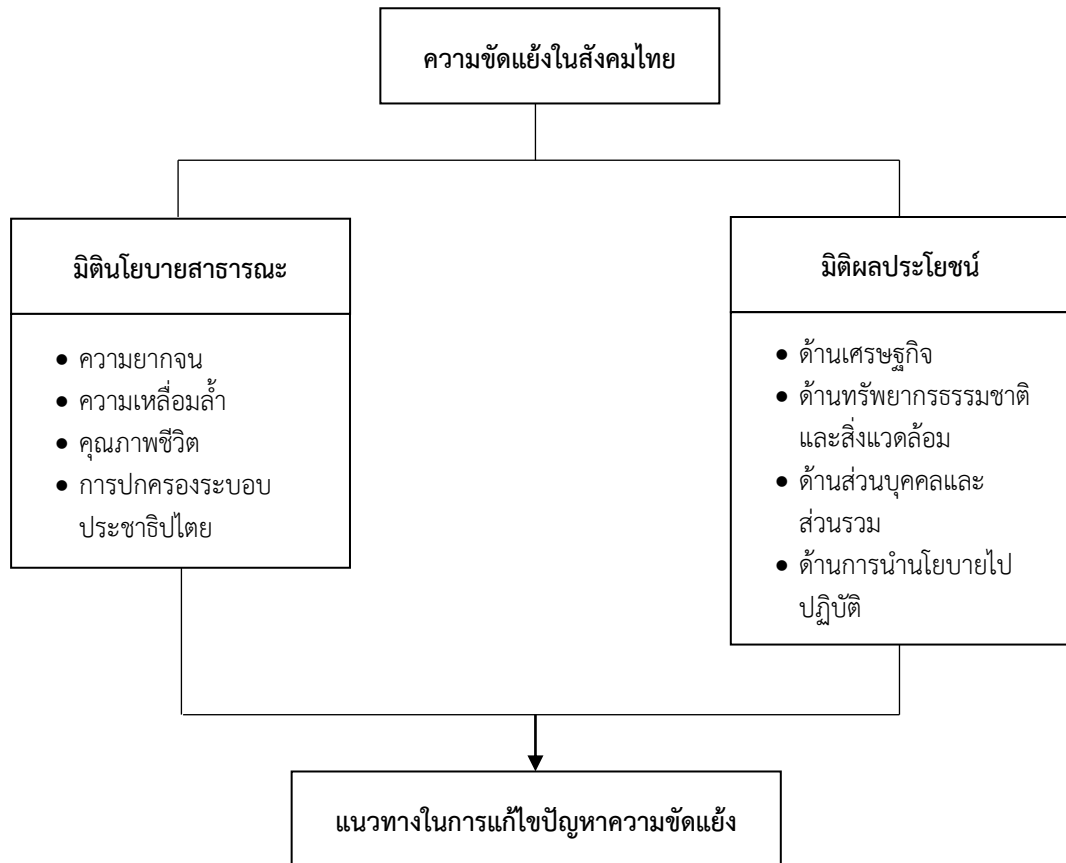 ความขัดแย้งในสังคมไทย
มิตินโยบายสาธารณะ
• ความยากจน
• ความเหลื่อมล้ำ
• คุณภาพชีวิต
• การปกครองระบอบ
ประชาธิปไตย
มิติผลประโยชน์
• ด้านเศรษฐกิจ
• ด้านทรัพยากรธรรมชาติ
และสิ่งแวดล้อม
• ด้านส่วนบุคคลและ
ส่วนรวม
• ด้านการนำนโยบายไป
ปฏิบัติ
แนวทางในการแก้ไขปัญหาความขัดแย้ง